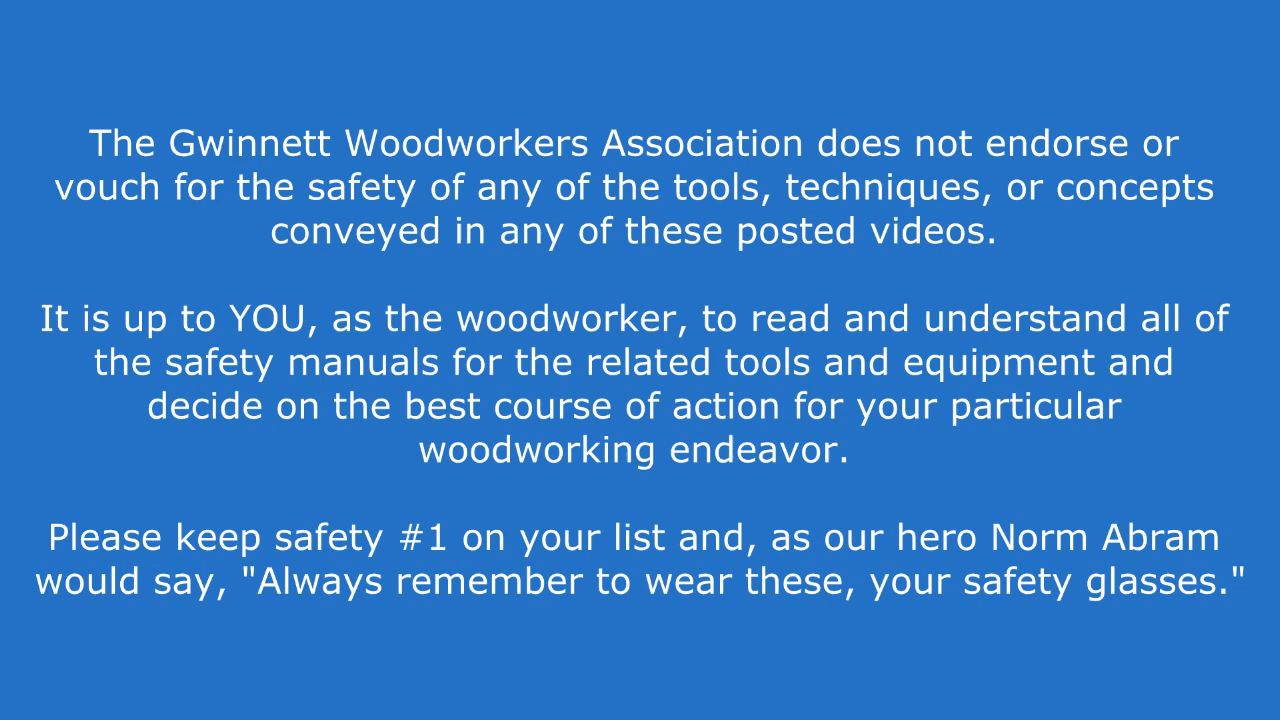 The Gwinnett Woodworkers Association does not endorse or
vouch for the safety of any of the tools, techniques, or concepts
conveyed in any of these posted videos.
It is up to YOU, as the woodworker, to read and understand all of
the safety manuals for the related tools and equipment and
decide on the best course of action for your particular
woodworking endeavor.
Please keep safety #1 on your list and, as our hero Norm Abram
would say, "Always remember to wear these, your safety glasses."